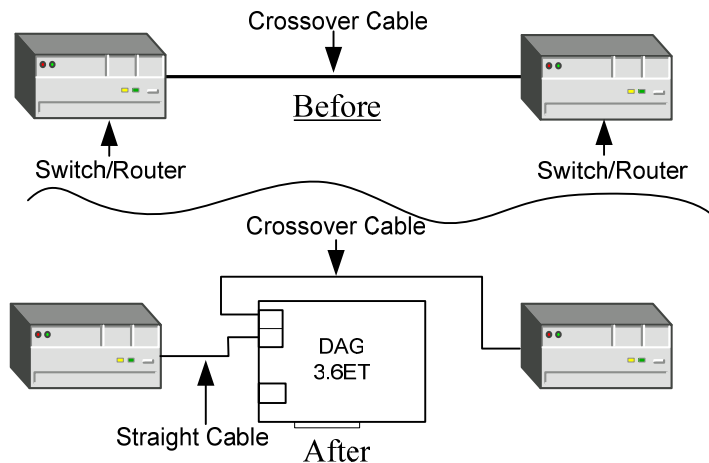 Crossover Cable
Before
Switch/Router
Switch/Router
Crossover Cable
DAG
3.6ET
Straight Cable
After